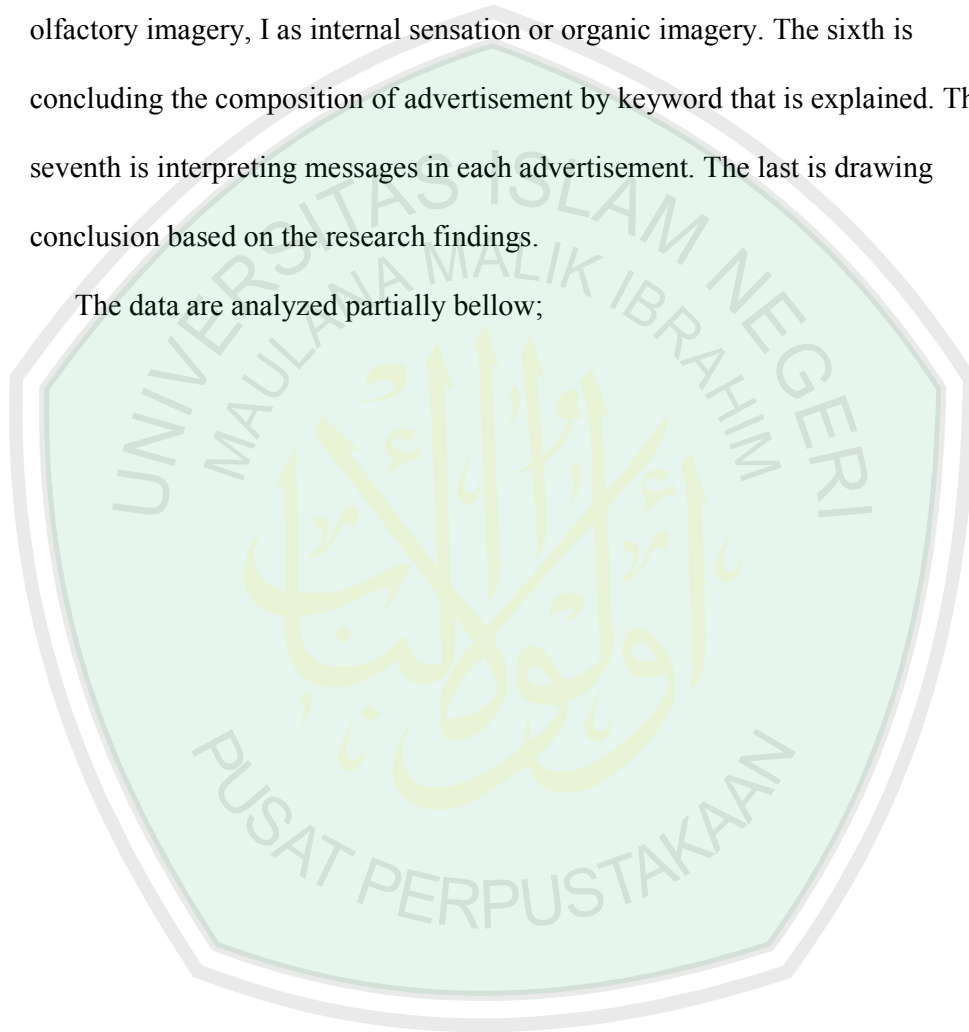 olfactory imagery, I as internal sensation or organic imagery. The sixth is
concluding the composition of advertisement by keyword that is explained. Th
seventh is interpreting messages in each advertisement. The last is drawing
conclusion based on the research findings.
The data are analyzed partially bellow;
UNIVERSITAS ISLAM NEGERI
MAULANA MALIK IBRAHIM
أولو الألباب
PUSAT PERPUSTAKAAN